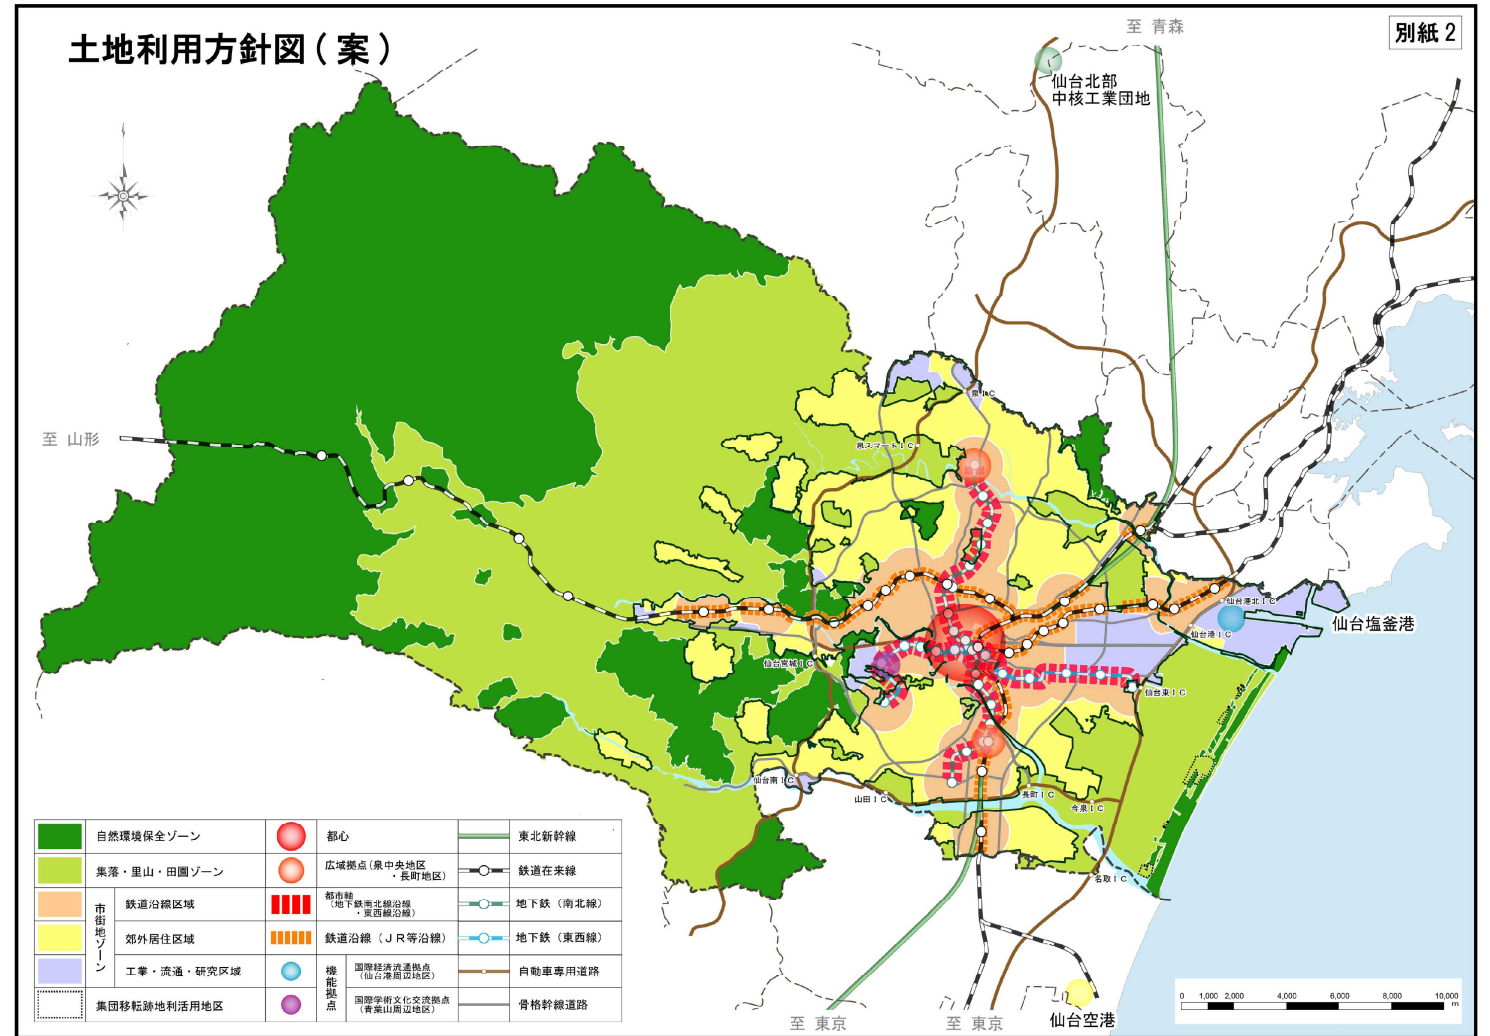 土地利用方針図(案)
別紙2
至 青森
仙台北部
中核工業団地
至 山形
泉IC
泉スマートIC
仙台港北IC
仙台塩釜港
仙台港IC
仙台宮城IC
仙台東IC
仙台南IC
山田IC
長町IC
今泉IC
名取IC
仙台空港
至 東京
至 東京
自然環境保全ゾーン
集落・里山・田園ゾーン
市街地ゾーン
鉄道沿線区域
郊外居住区域
工業・流通・研究区域
集団移転跡地利活用地区
都心
広域拠点(泉中央地区
・長町地区)
都市軸
(地下鉄南北線沿線
・東西線沿線)
鉄道沿線(JR等沿線)
機能拠点
国際経済流通拠点
(仙台港周辺地区)
国際学術文化交流拠点
(青葉山周辺地区)
東北新幹線
鉄道在来線
地下鉄(南北線)
地下鉄(東西線)
自動車専用道路
骨格幹線道路
0 1,000 2,000 4,000 6,000 8,000 10,000
m